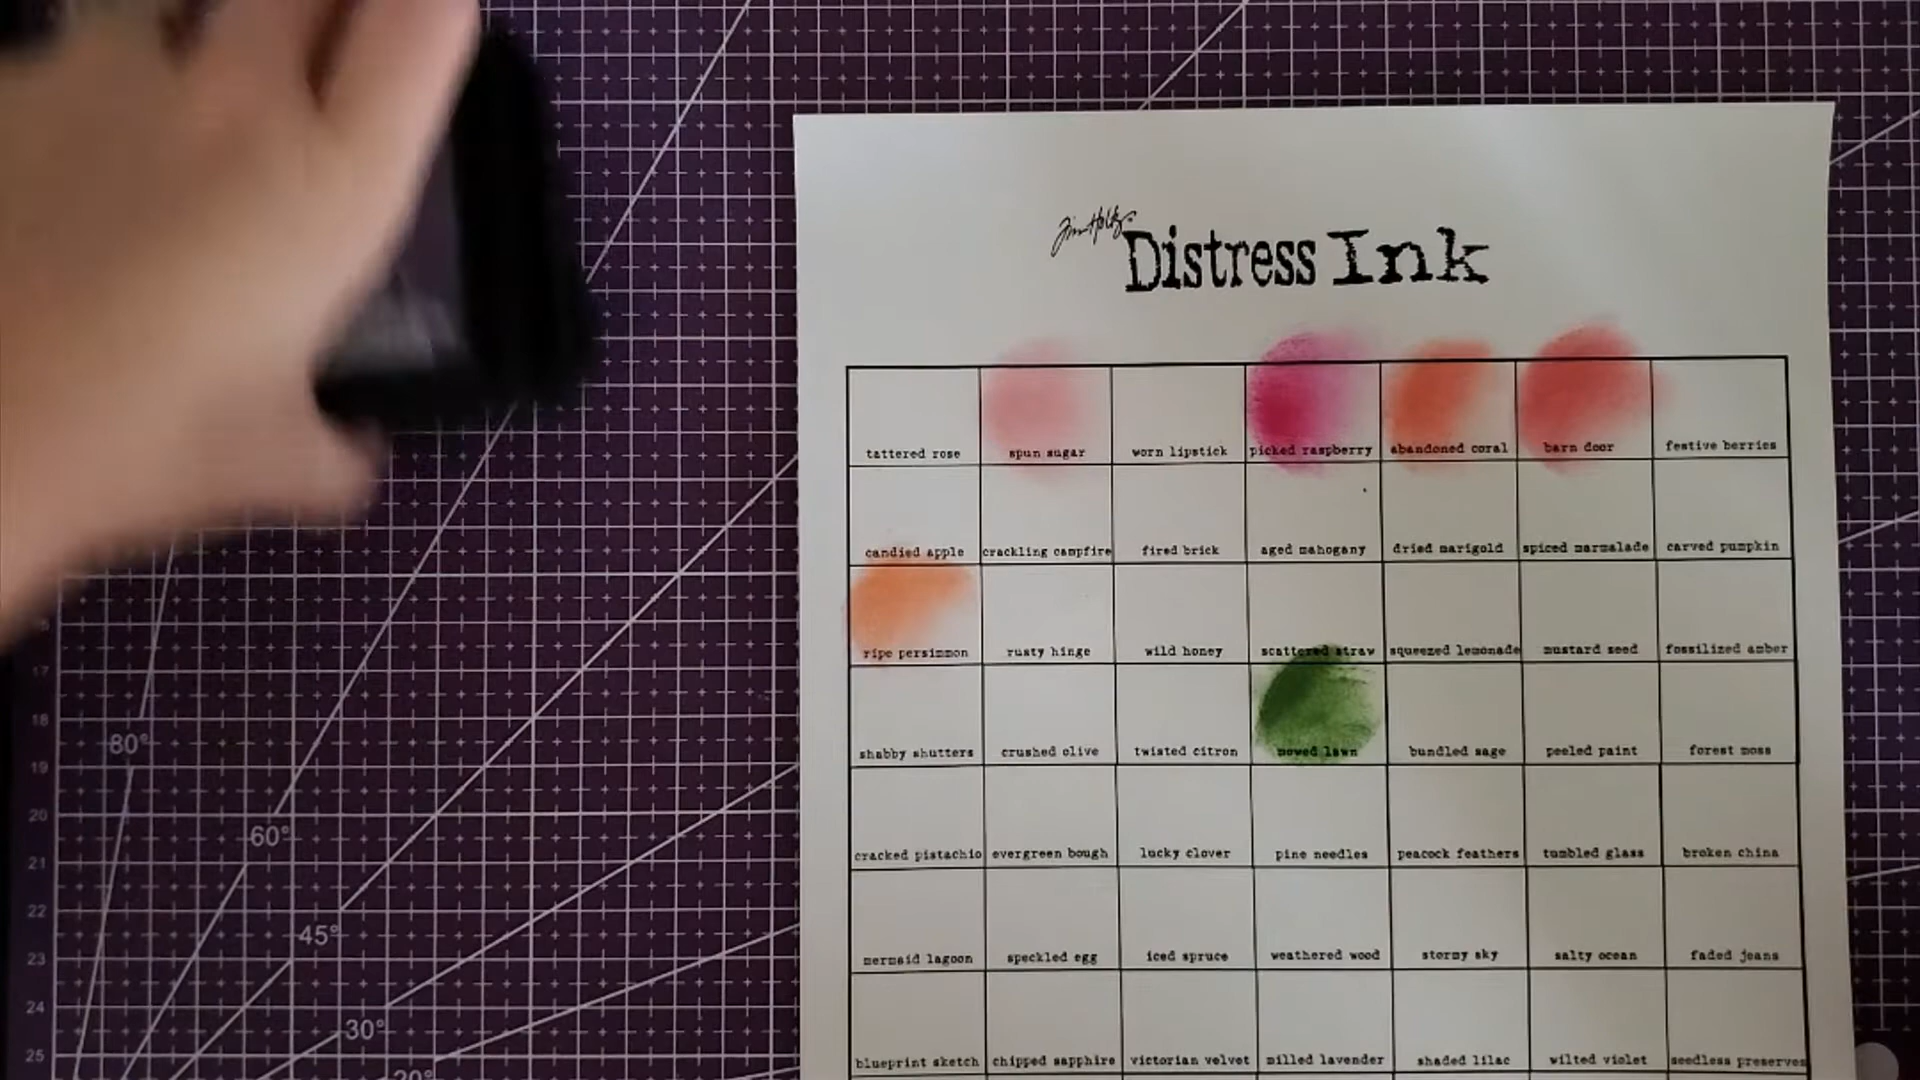 Tim Holtz
Distress Ink
tattered rose spun sugar worn lipstick picked raspberry abandoned coral barn door festive berries
candied apple crackling campfire fired brick aged mahogany dried marigold spiced marmalade carved pumpkin
ripe persimmon rusty hinge wild honey scattered straw squeezed lemonade mustard seed fossilized amber
shabby shutters crushed olive twisted citron mowed lawn bundled sage peeled paint forest moss
cracked pistachio evergreen bough lucky clover pine needles peacock feathers tumbled glass broken china
mermaid lagoon speckled egg iced spruce weathered wood stormy sky salty ocean faded jeans
blueprint sketch chipped sapphire victorian velvet milled lavender shaded lilac wilted violet seedless preserves
17
18
80°
19
20
60°
21
22
45°
23
24
30°
25
20°